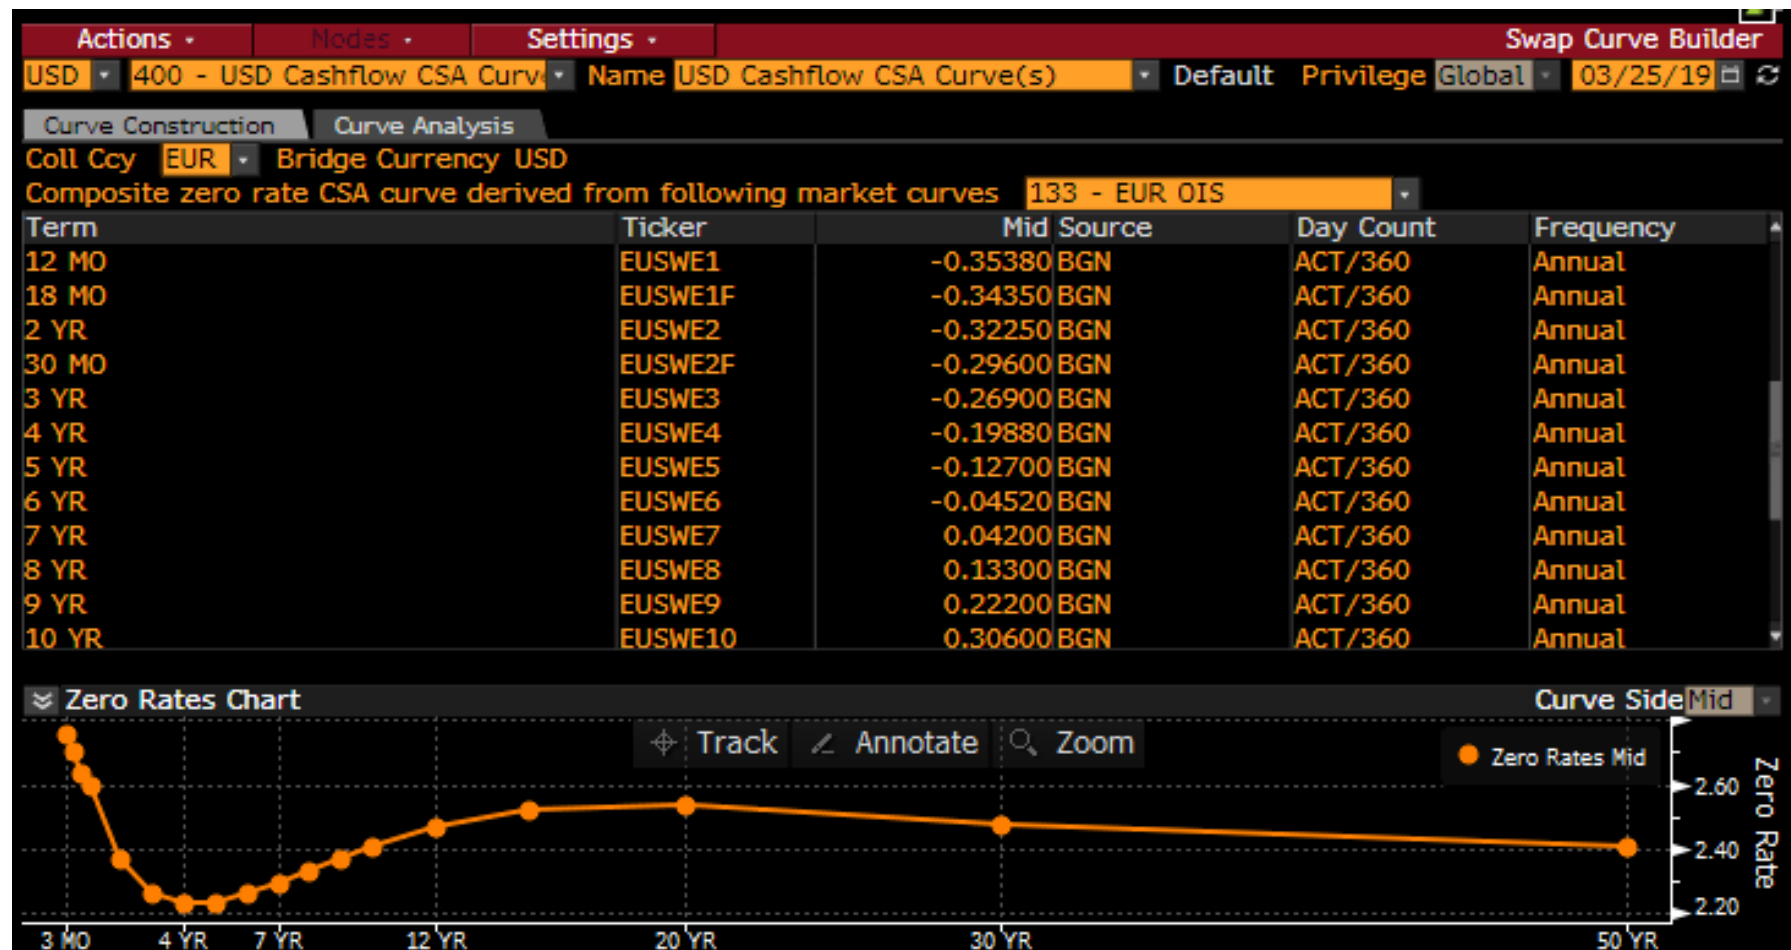 Actions Nodes Settings Swap Curve Builder
USD 400 - USD Cashflow CSA Curv Name USD Cashflow CSA Curve(s) Default Privilege Global 03/25/19
Curve Construction Curve Analysis
Coll Ccy EUR Bridge Currency USD
Composite zero rate CSA curve derived from following market curves 133 - EUR OIS
Term Ticker Mid Source Day Count Frequency
12 MO EUSWE1 -0.35380 BGN ACT/360 Annual
18 MO EUSWE1F -0.34350 BGN ACT/360 Annual
2 YR EUSWE2 -0.32250 BGN ACT/360 Annual
30 MO EUSWE2F -0.29600 BGN ACT/360 Annual
3 YR EUSWE3 -0.26900 BGN ACT/360 Annual
4 YR EUSWE4 -0.19880 BGN ACT/360 Annual
5 YR EUSWE5 -0.12700 BGN ACT/360 Annual
6 YR EUSWE6 -0.04520 BGN ACT/360 Annual
7 YR EUSWE7 0.04200 BGN ACT/360 Annual
8 YR EUSWE8 0.13300 BGN ACT/360 Annual
9 YR EUSWE9 0.22200 BGN ACT/360 Annual
10 YR EUSWE10 0.30600 BGN ACT/360 Annual
Zero Rates Chart Curve Side Mid
Track Annotate Zoom
Zero Rates Mid
2.60
2.40
2.20
Zero Rate
3 MO 4 YR 7 YR 12 YR 20 YR 30 YR 50 YR